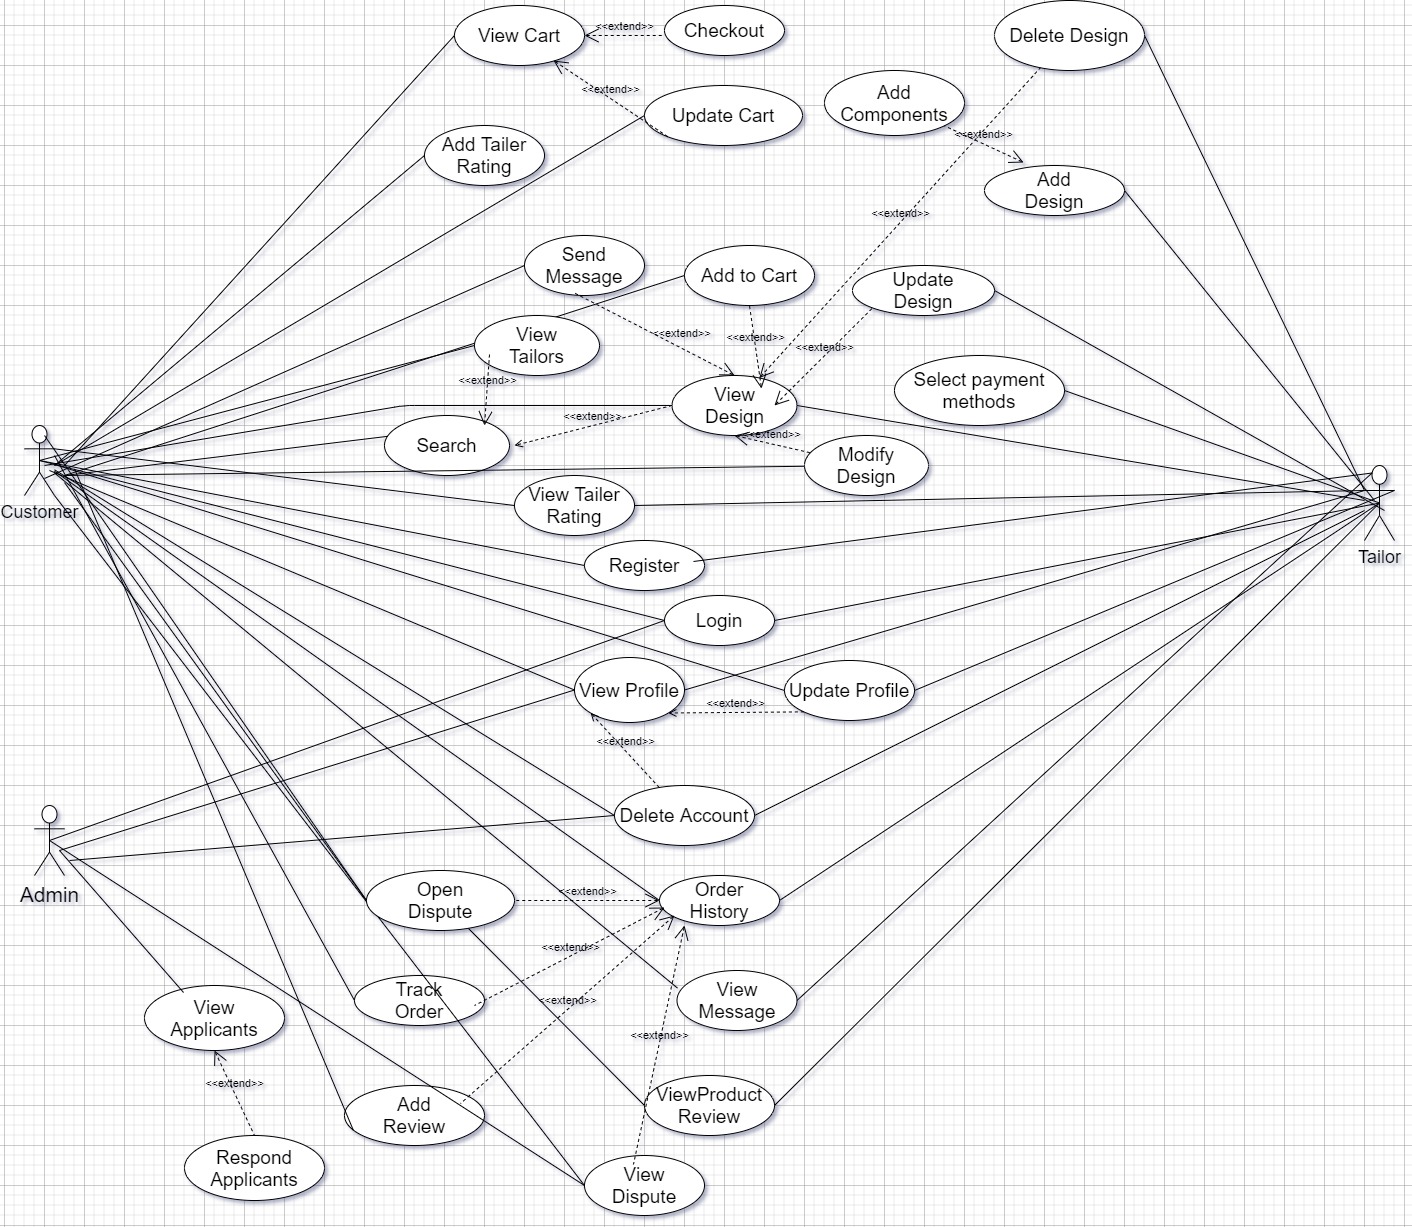 View Cart
<<extend>>
Checkout
Delete Design
<<extend>>
Update Cart
Add
Components
<<extend>>
Add Tailer
Rating
Add
Design
<<extend>>
Send
Message
Add to Cart
Update
Design
View
Tailors
<<extend>>
<<extend>>
<<extend>>
<<extend>>
Select payment
methods
View
Design
<<extend>>
<<extend>>
Search
Modify
Design
Customer
View Tailer
Rating
Tailor
Register
Login
View Profile
<<extend>>
Update Profile
<<extend>>
Delete Account
Admin
Open
Dispute
<<extend>>
Order
History
<<extend>>
Track
Order
<<extend>>
View
Message
View
Applicants
<<extend>>
<<extend>>
Add
Review
ViewProduct
Review
Respond
Applicants
View
Dispute